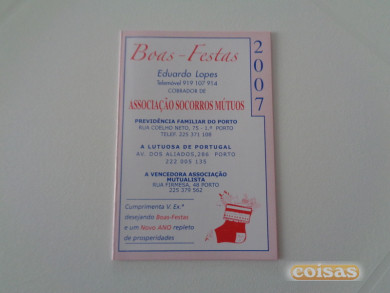 Boas-Festas
Eduardo Lopes
Telemóvel 919 107 914
COBRADOR DE
ASSOCIAÇÃO SOCORROS MÚTUOS
PREVIDÊNCIA FAMILIAR DO PORTO
RUA COELHO NETO, 75 - 1.º PORTO
TELEF. 225 371 108
A LUTUOSA DE PORTUGAL
AV. DOS ALIADOS, 286 PORTO
222 005 135
A VENCEDORA ASSOCIAÇÃO
MUTUALISTA
RUA FIRMESA, 48 PORTO
225 379 562
Cumprimenta V. Ex.ª
desejando Boas-Festas
e um Novo ANO repleto
de prosperidades
2007
coisas